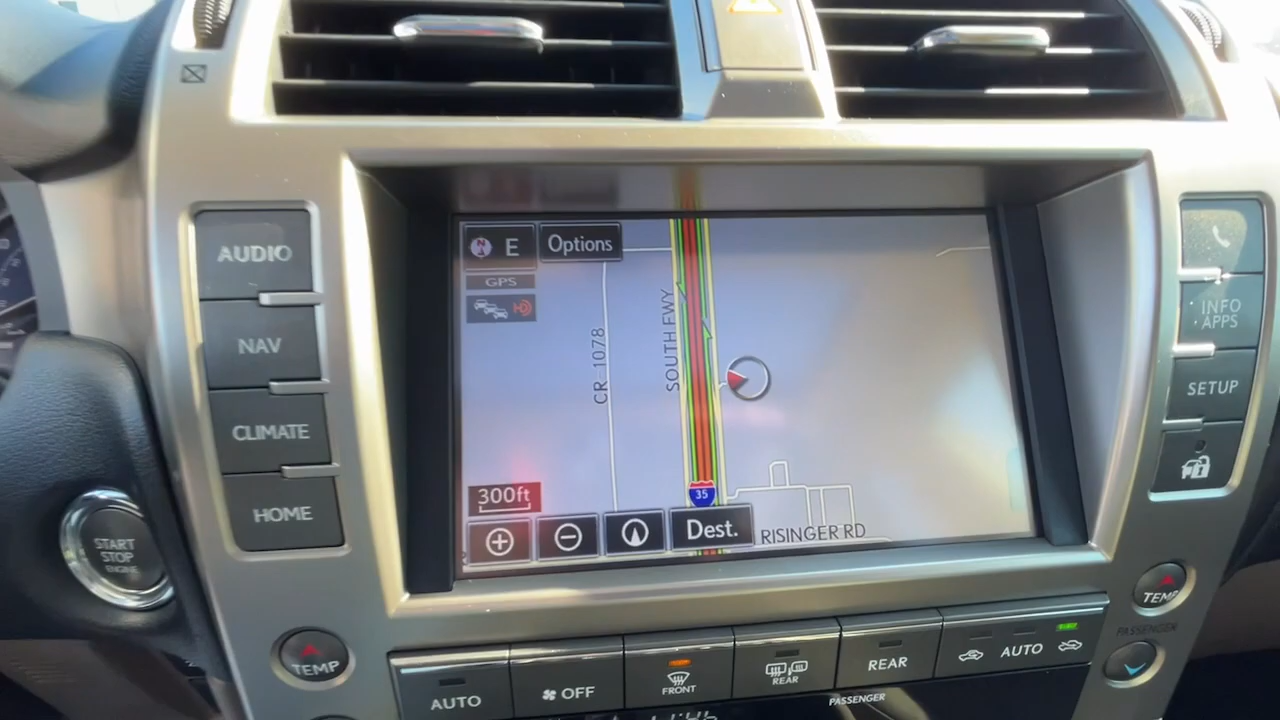 AUDIO
NAV
CLIMATE
HOME
START
STOP
ENGINE
TEMP
N E
Options
GPS
CR 1078
SOUTH FWY
35
300ft
Dest.
RISINGER RD
INFO
APPS
SETUP
TEMP
PASSENGER
AUTO
OFF
FRONT
REAR
REAR
AUTO
PASSENGER